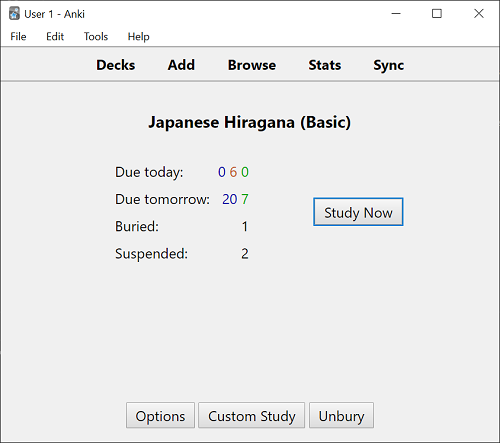 User 1 - Anki
File Edit Tools Help
Decks Add Browse Stats Sync
Japanese Hiragana (Basic)
Due today: 0 6 0
Due tomorrow: 20 7
Buried: 1
Suspended: 2
Study Now
Options Custom Study Unbury